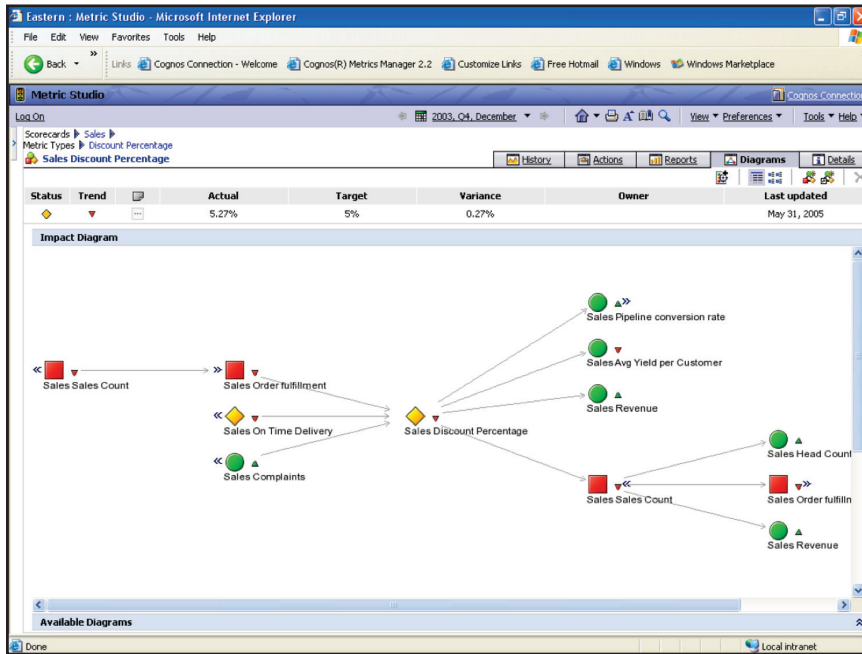 Eastern : Metric Studio - Microsoft Internet Explorer
File Edit View Favorites Tools Help
Back Links Cognos Connection - Welcome Cognos(R) Metrics Manager 2.2 Customize Links Free Hotmail Windows Windows Marketplace
Metric Studio Cognos Connection
Log On 2003, Q4, December View Preferences Tools Help
Scorecards Sales
Metric Types Discount Percentage
Sales Discount Percentage History Actions Reports Diagrams Details
Status Trend Actual Target Variance Owner Last updated
5.27% 5% 0.27% May 31, 2005
Impact Diagram
Sales Pipeline conversion rate
Sales Avg Yield per Customer
Sales Sales Count Sales Order fulfillment
Sales Revenue
Sales On Time Delivery Sales Discount Percentage
Sales Head Count
Sales Complaints
Sales Sales Count Sales Order fulfilln
Sales Revenue
Available Diagrams
Done Local intranet